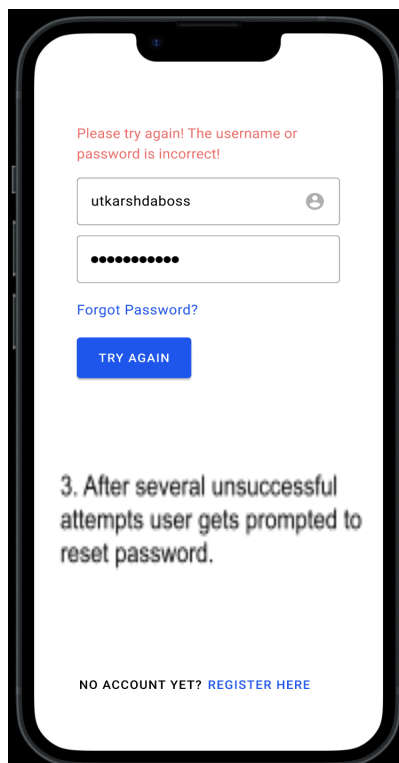 Please try again! The username or
password is incorrect!
utkarshdaboss
Forgot Password?
TRY AGAIN
3. After several unsuccessful
attempts user gets prompted to
reset password.
NO ACCOUNT YET? REGISTER HERE